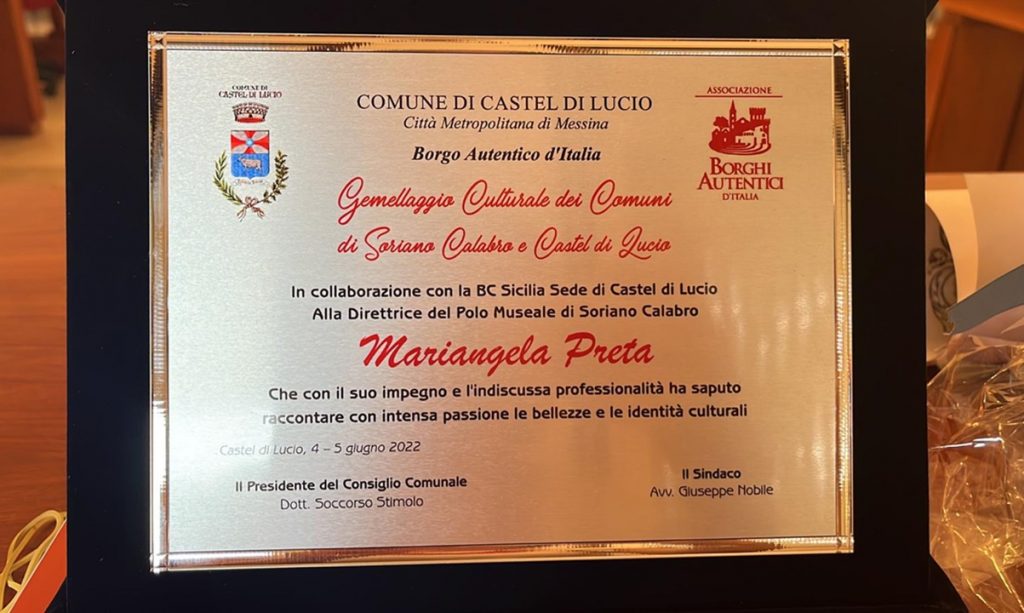 COMUNE DI
CASTEL DI LUCIO
COMUNE DI CASTEL DI LUCIO
Città Metropolitana di Messina
Borgo Autentico d'Italia
ASSOCIAZIONE
BORGHI
AUTENTICI
D'ITALIA
Gemellaggio Culturale dei Comuni
di Soriano Calabro e Castel di Lucio
In collaborazione con la BC Sicilia Sede di Castel di Lucio
Alla Direttrice del Polo Museale di Soriano Calabro
Mariangela Preta
Che con il suo impegno e l'indiscussa professionalità ha saputo
raccontare con intensa passione le bellezze e le identità culturali
Castel di Lucio, 4 – 5 giugno 2022
Il Presidente del Consiglio Comunale
Dott. Soccorso Stimolo
Il Sindaco
Avv. Giuseppe Nobile